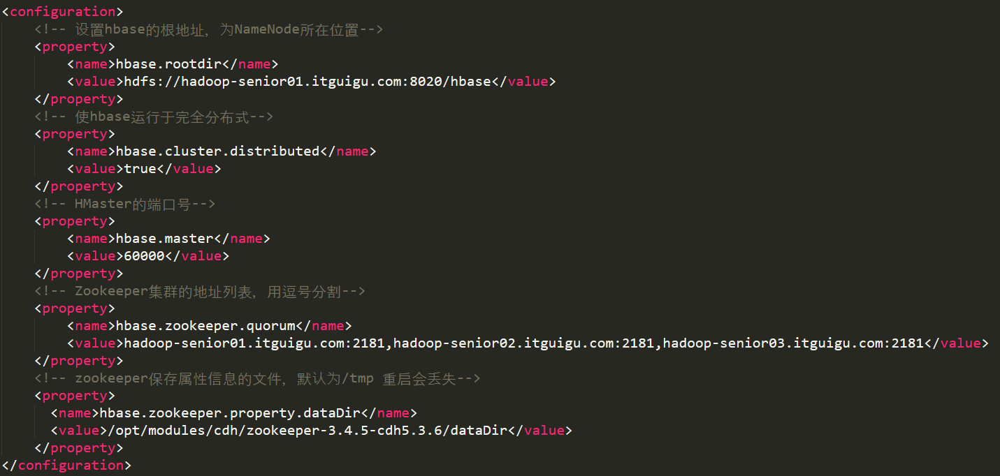 <configuration>
    <!-- 设置hbase的根地址，为NameNode所在位置-->
    <property>
        <name>hbase.rootdir</name>
        <value>hdfs://hadoop-senior01.itguigu.com:8020/hbase</value>
    </property>
    <!-- 使hbase运行于完全分布式-->
    <property>
        <name>hbase.cluster.distributed</name>
        <value>true</value>
    </property>
    <!-- HMaster的端口号-->
    <property>
        <name>hbase.master</name>
        <value>60000</value>
    </property>
    <!-- Zookeeper集群的地址列表，用逗号分割-->
    <property>
        <name>hbase.zookeeper.quorum</name>
        <value>hadoop-senior01.itguigu.com:2181,hadoop-senior02.itguigu.com:2181,hadoop-senior03.itguigu.com:2181</value>
    </property>
    <!-- zookeeper保存属性信息的文件，默认为/tmp 重启会丢失-->
    <property>
      <name>hbase.zookeeper.property.dataDir</name>
      <value>/opt/modules/cdh/zookeeper-3.4.5-cdh5.3.6/dataDir</value>
    </property>
</configuration>